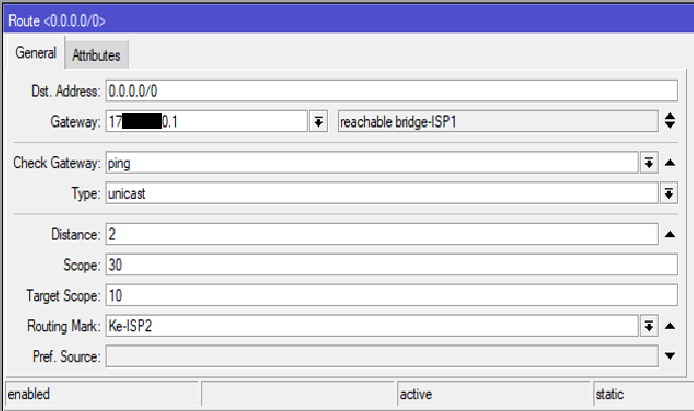 Route <0.0.0.0/0>
General Attributes
Dst. Address: 0.0.0.0/0
Gateway: 17 0.1 reachable bridge-ISP1
Check Gateway: ping
Type: unicast
Distance: 2
Scope: 30
Target Scope: 10
Routing Mark: Ke-ISP2
Pref. Source:
enabled active static